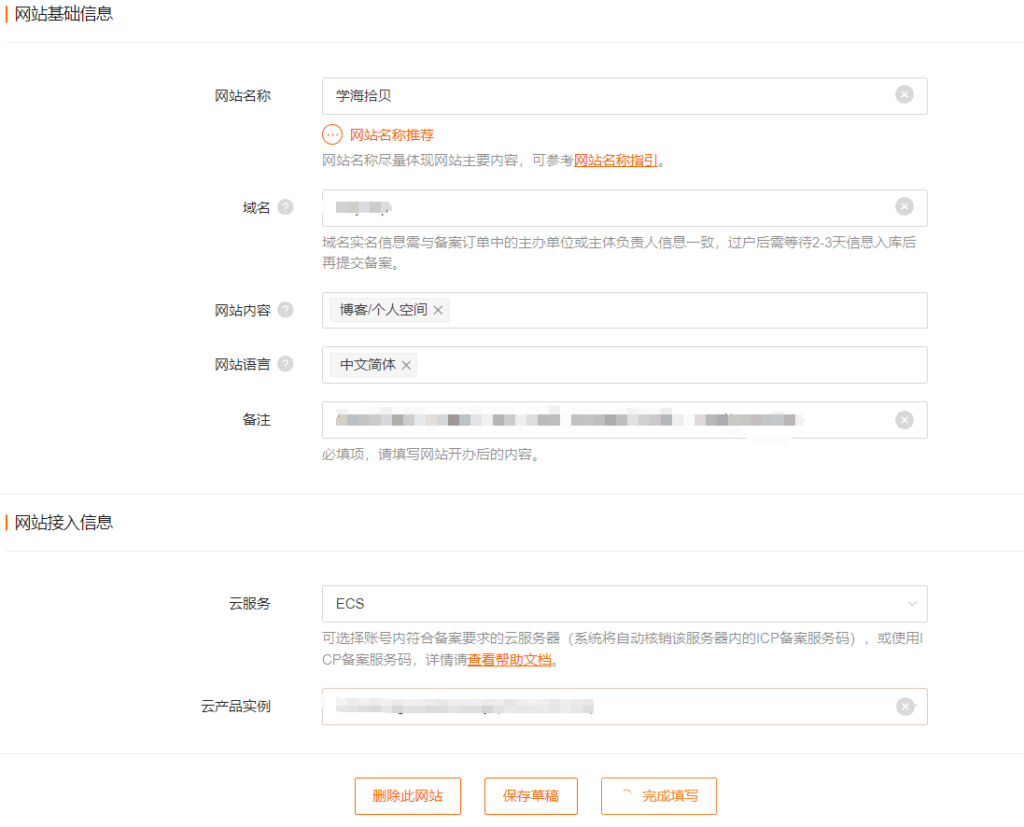 网站基础信息
网站名称
学海拾贝
网站名称推荐
网站名称尽量体现网站主要内容，可参考网站名称指引。
域名 ?
域名实名信息需与备案订单中的主办单位或主体负责人信息一致，过户后需等待2-3天信息入库后
再提交备案。
网站内容 ?
博客/个人空间 ×
网站语言 ?
中文简体 ×
备注
必填项，请填写网站开办后的内容。
网站接入信息
云服务
ECS
可选择账号内符合备案要求的云服务器（系统将自动核销该服务器内的ICP备案服务码），或使用I
CP备案服务码，详情请查看帮助文档。
云产品实例
删除此网站
保存草稿
完成填写